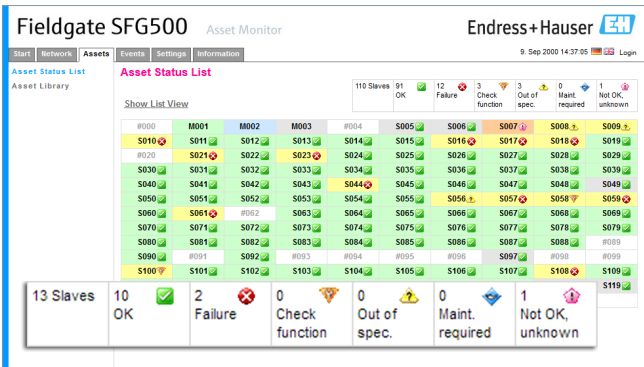 Fieldgate SFG500 Asset Monitor
Endress+Hauser EH
Start Network Assets Events Settings Information
9. Sep 2000 14:37:05 Login
Asset Status List
Asset Library
Asset Status List
110 Slaves 91 OK 12 Failure 3 Check function 3 Out of spec. 0 Maint. required 1 Not OK, unknown
Show List View
#000 M001 M002 M003 #004 S005 S006 S007 S008 S009
S010 S011 S012 S013 S014 S015 S016 S017 S018 S019
#020 S021 S022 S023 S024 S025 S026 S027 S028 S029
S030 S031 S032 S033 S034 S035 S036 S037 S038 S039
S040 S041 S042 S043 S044 S045 S046 S047 S048 S049
S050 S051 S052 S053 S054 S055 S056 S057 S058 S059
S060 S061 #062 S063 S064 S065 S066 S067 S068 S069
S070 S071 S072 S073 S074 S075 S076 S077 S078 S079
S080 S081 S082 S083 S084 S085 S086 S087 S088 #089
S090 #091 S092 #093 #094 #095 #096 S097 #098 #099
S100 S101 S102 S103 S104 S105 S106 S107 S108 S109
S119
13 Slaves 10 OK 2 Failure 0 Check function 0 Out of spec. 0 Maint. required 1 Not OK, unknown